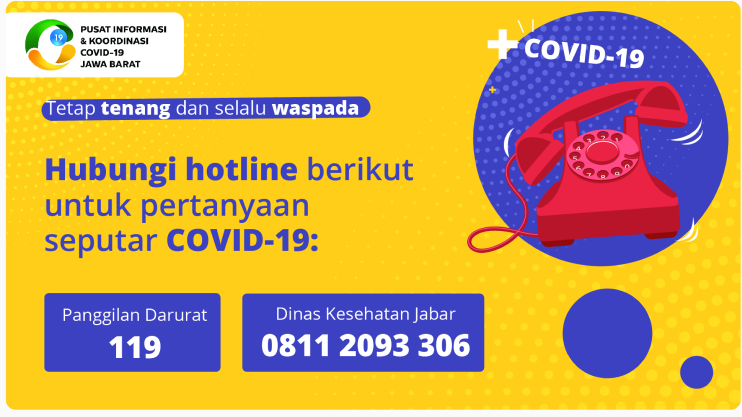 PUSAT INFORMASI
& KOORDINASI
COVID-19
JAWA BARAT
19
COVID-19
Tetap tenang dan selalu waspada
Hubungi hotline berikut
untuk pertanyaan
seputar COVID-19:
Panggilan Darurat
119
Dinas Kesehatan Jabar
0811 2093 306